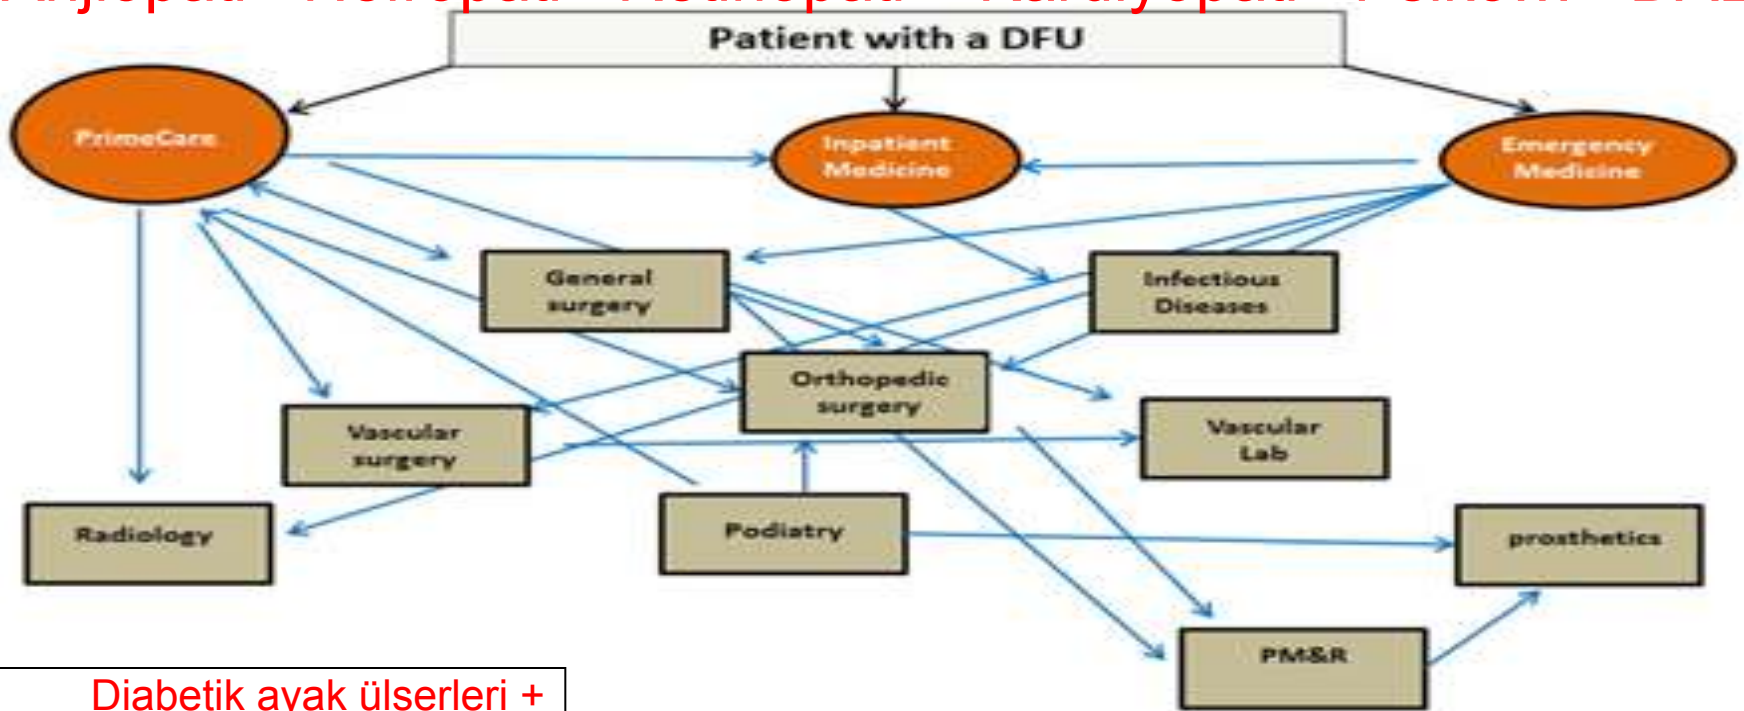 Patient with a DFU
PrimeCare
Inpatient
Medicine
Emergency
Medicine
General
surgery
Infectious
Diseases
Orthopedic
surgery
Vascular
surgery
Vascular
Lab
Radiology
Podiatry
prosthetics
PM&R
Diabetik ayak ülserleri +